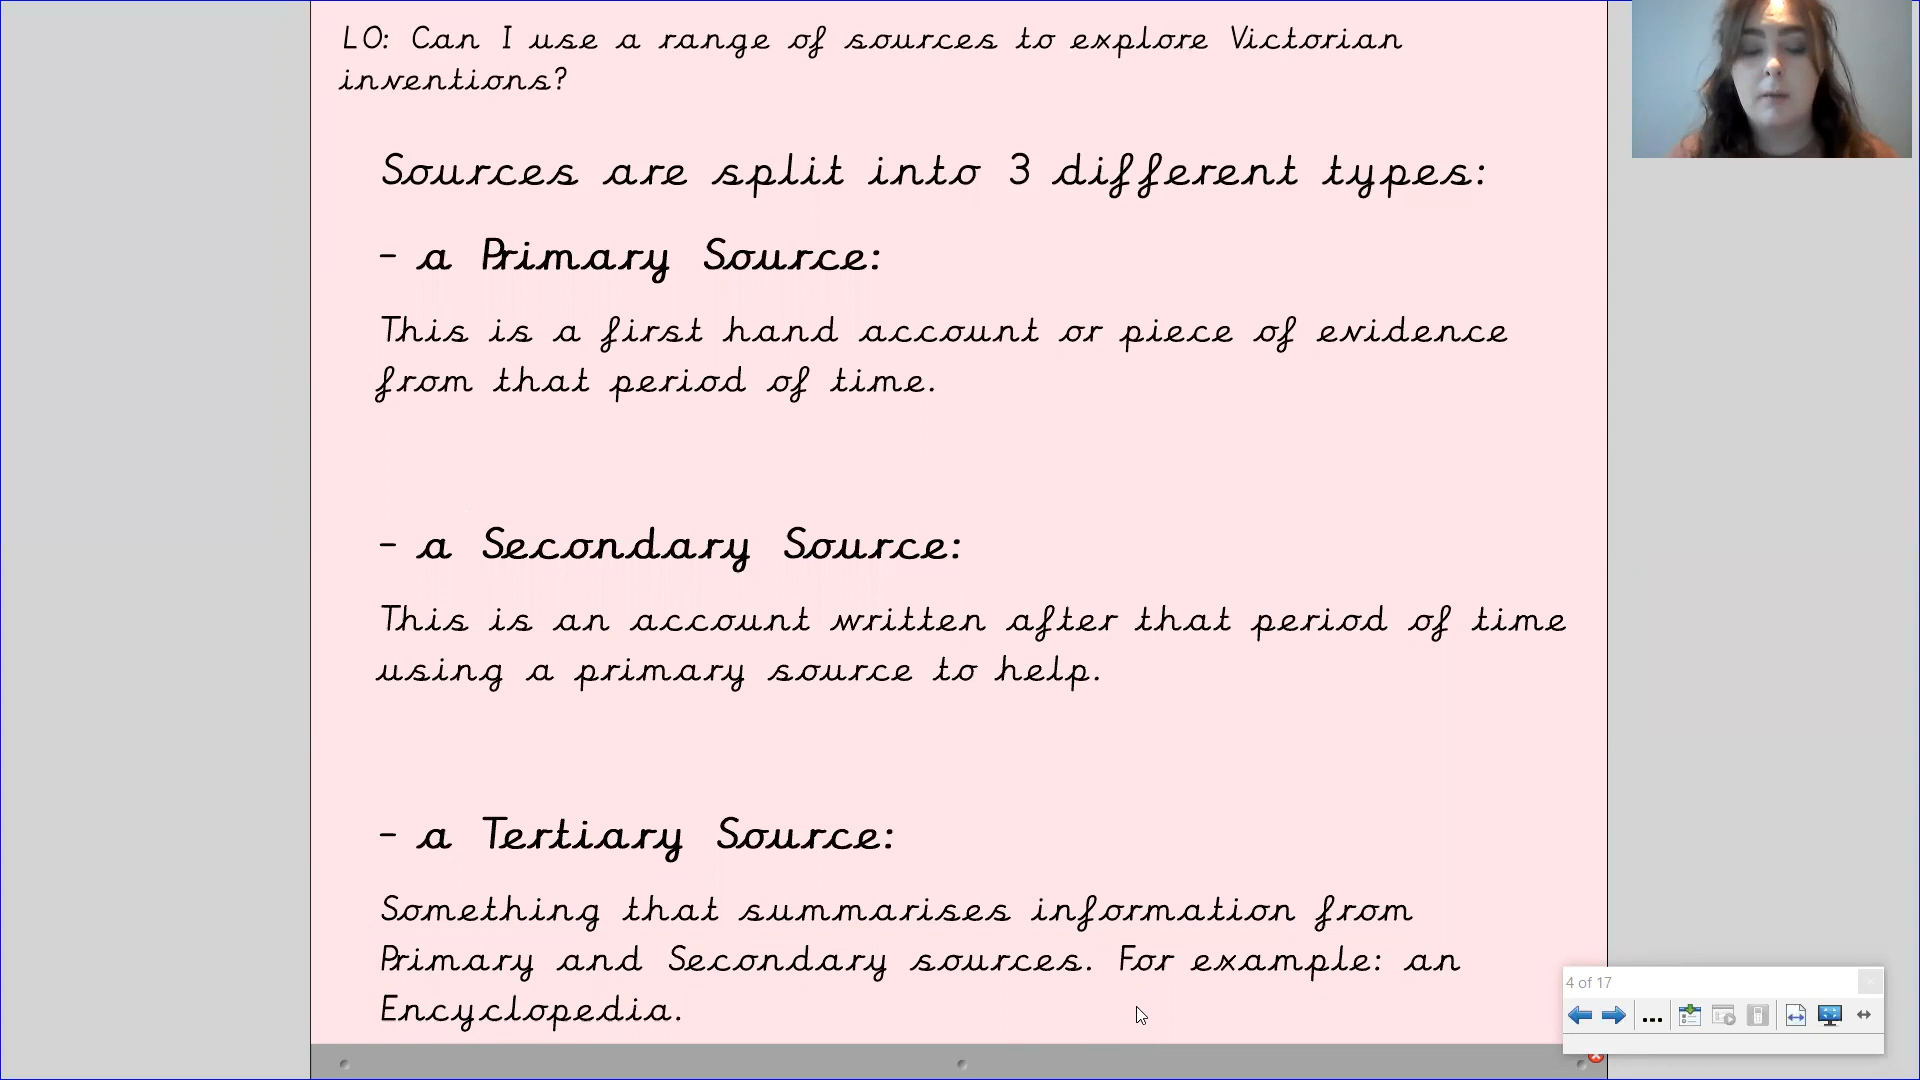 LO: Can I use a range of sources to explore Victorian
inventions?
Sources are split into 3 different types:
- a Primary Source:
This is a first hand account or piece of evidence
from that period of time.
- a Secondary Source:
This is an account written after that period of time
using a primary source to help.
- a Tertiary Source:
Something that summarises information from
Primary and Secondary sources. For example: an
Encyclopedia.
4 of 17